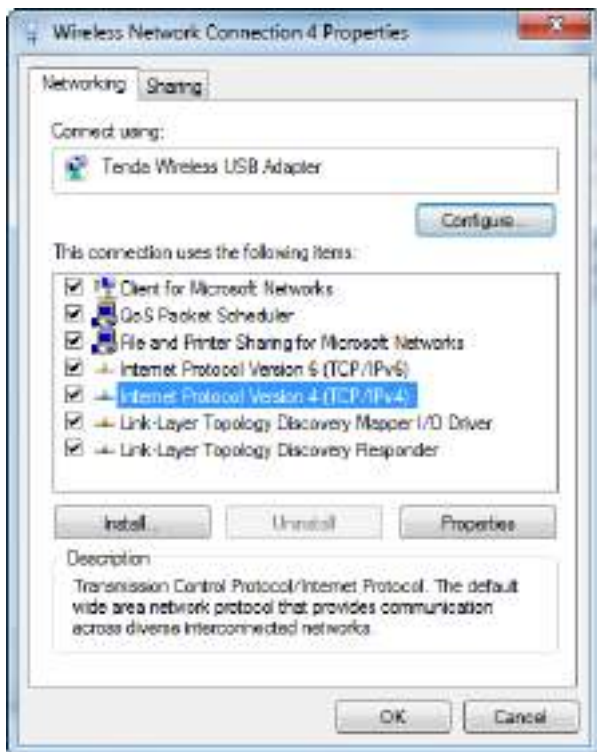 Wireless Network Connection 4 Properties
Networking Sharing
Connect using:
Tenda Wireless USB Adapter
Configure...
This connection uses the following items:
Client for Microsoft Networks
QoS Packet Scheduler
File and Printer Sharing for Microsoft Networks
Internet Protocol Version 6 (TCP/IPv6)
Internet Protocol Version 4 (TCP/IPv4)
Link-Layer Topology Discovery Mapper I/O Driver
Link-Layer Topology Discovery Responder
Install... Uninstall Properties
Description
Transmission Control Protocol/Internet Protocol. The default
wide area network protocol that provides communication
across diverse interconnected networks.
OK Cancel